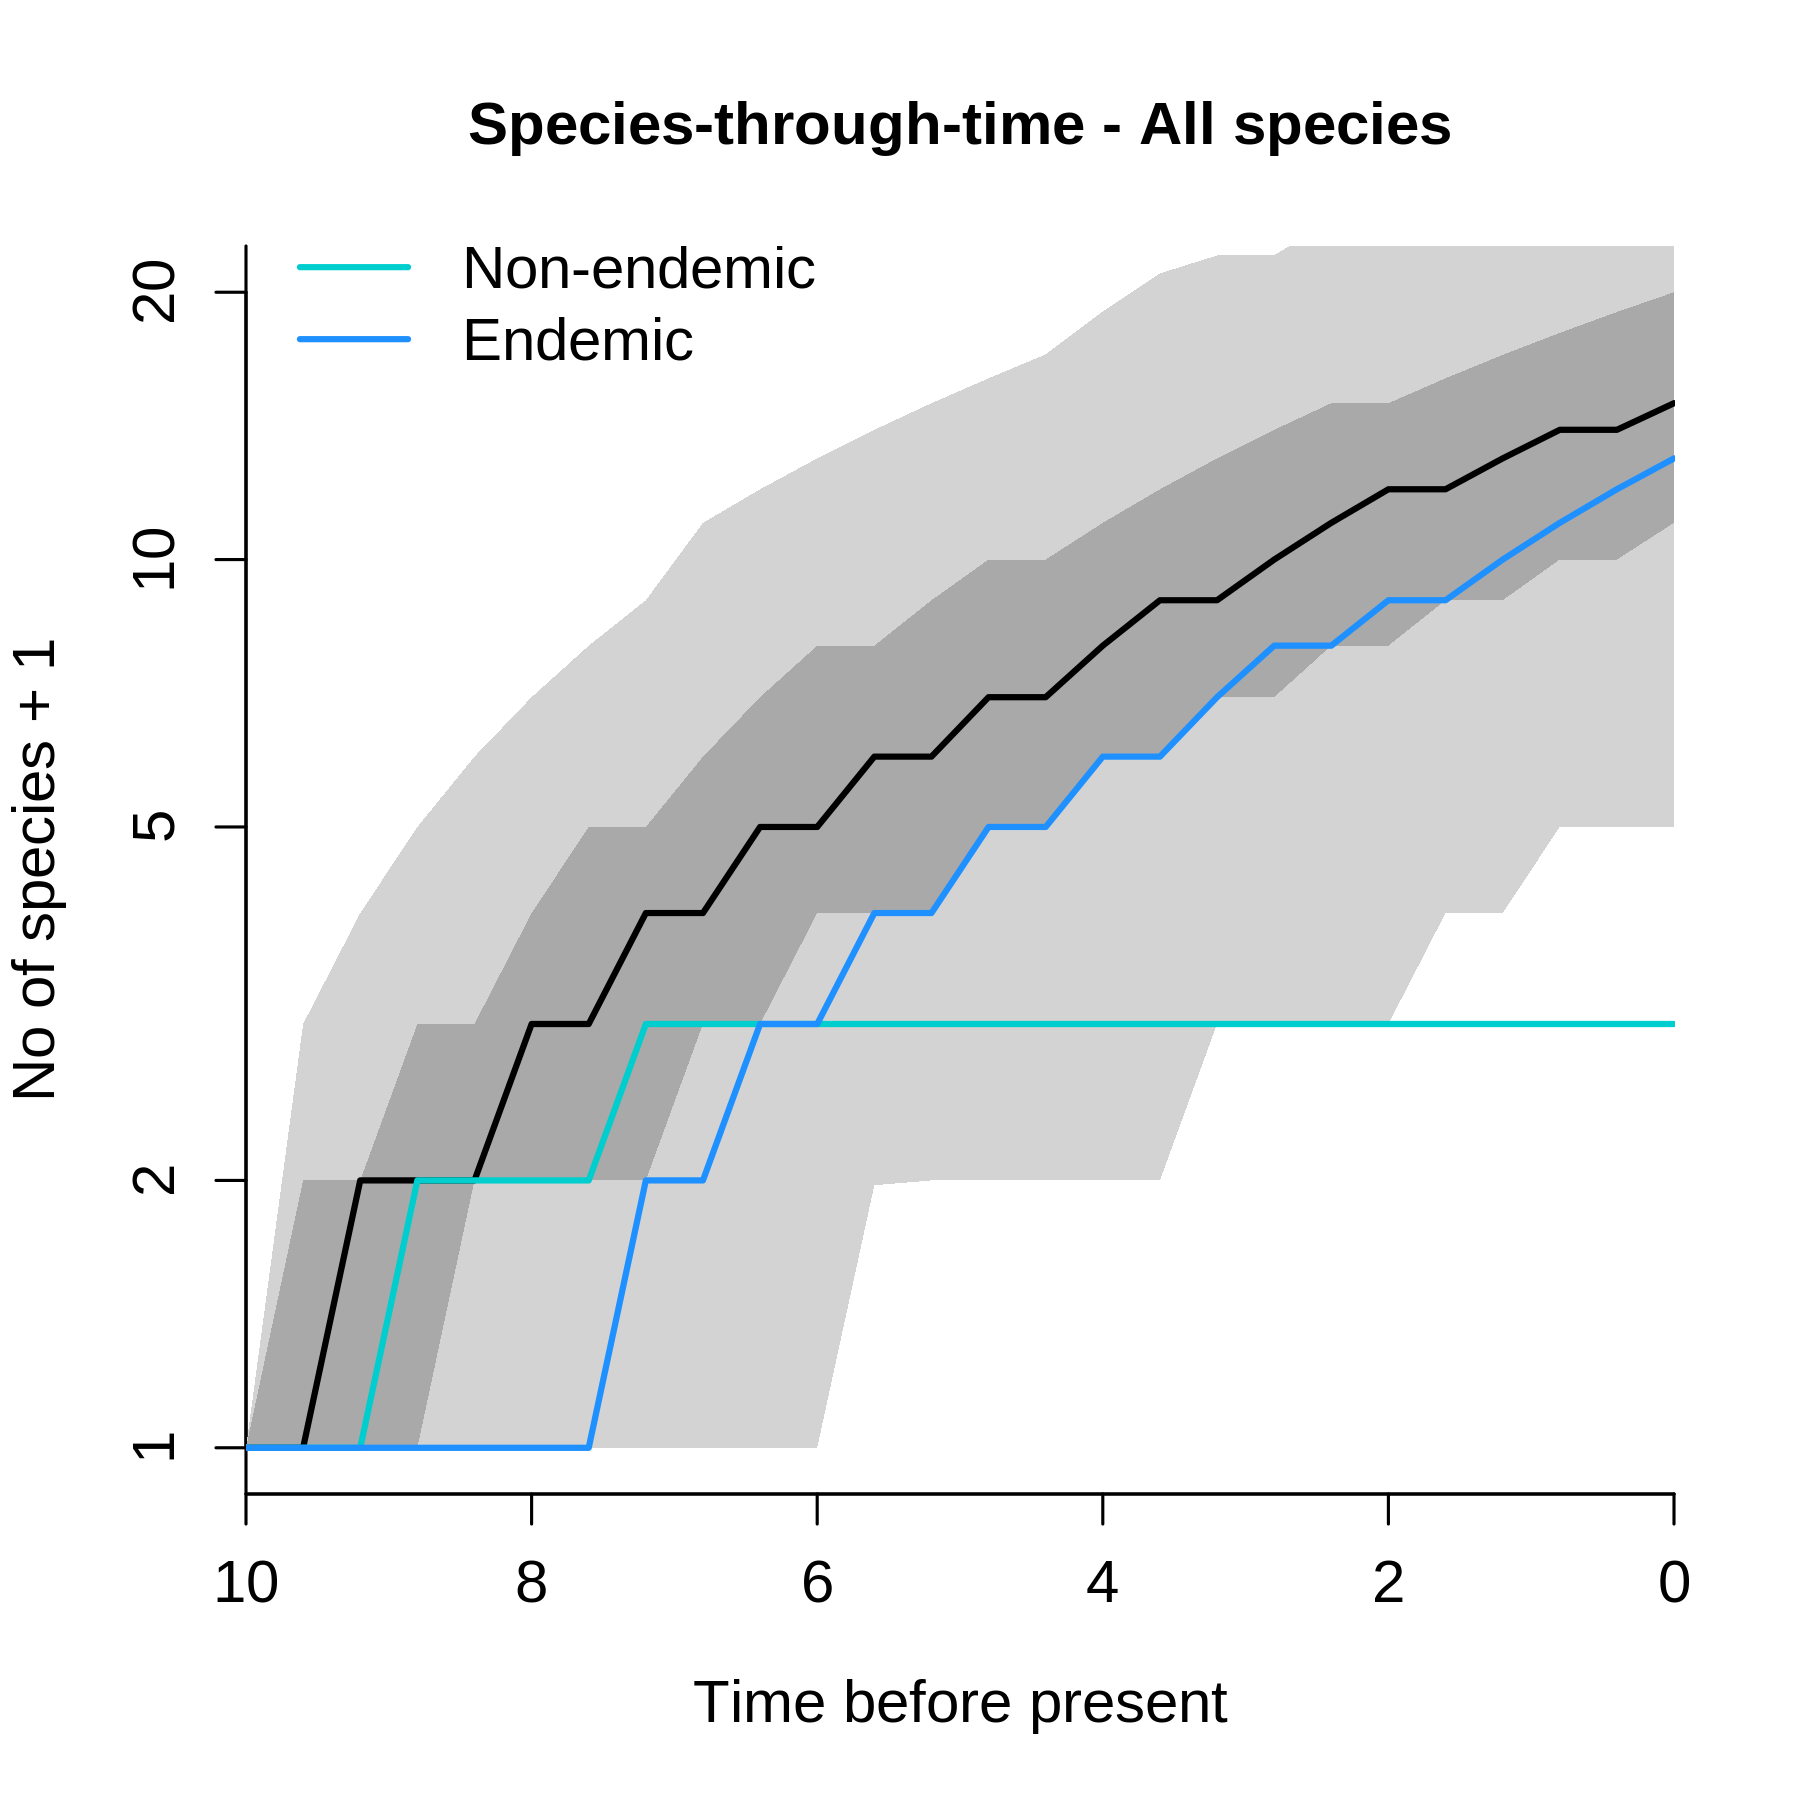 Species-through-time - All species
Non-endemic
Endemic
No of species + 1
20
10
5
2
1
10 8 6 4 2 0
Time before present